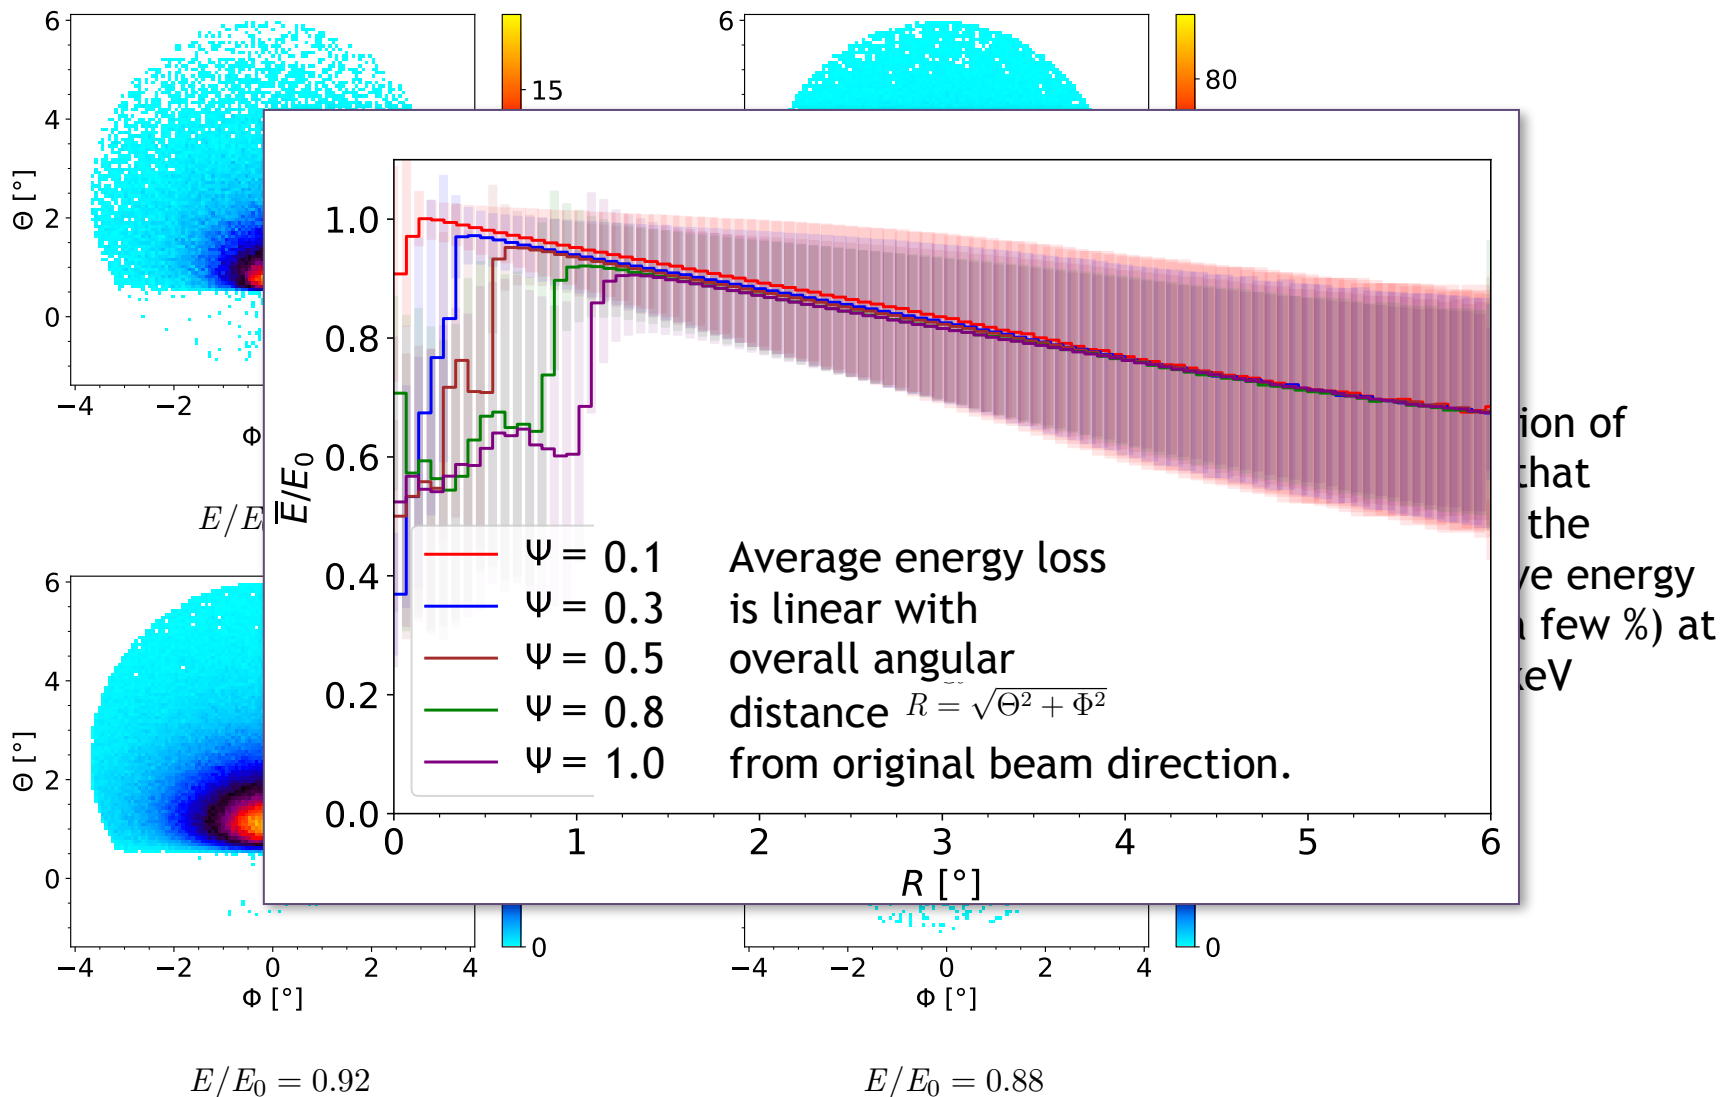 6
4
2
0
Θ [°]
−4
−2
Φ
15
E/E
6
80
1.0
0.8
0.6
0.4
0.2
0.0
E̅/E₀
0
1
2
3
4
5
6
R [°]
Ψ = 0.1
Ψ = 0.3
Ψ = 0.5
Ψ = 0.8
Ψ = 1.0
Average energy loss
is linear with
overall angular
distance R = √Θ² + Φ²
from original beam direction.
ion of
that
the
ve energy
a few %) at
keV
6
4
2
0
Θ [°]
−4
−2
0
2
4
Φ [°]
0
E/E₀ = 0.92
−4
−2
0
2
4
Φ [°]
0
E/E₀ = 0.88